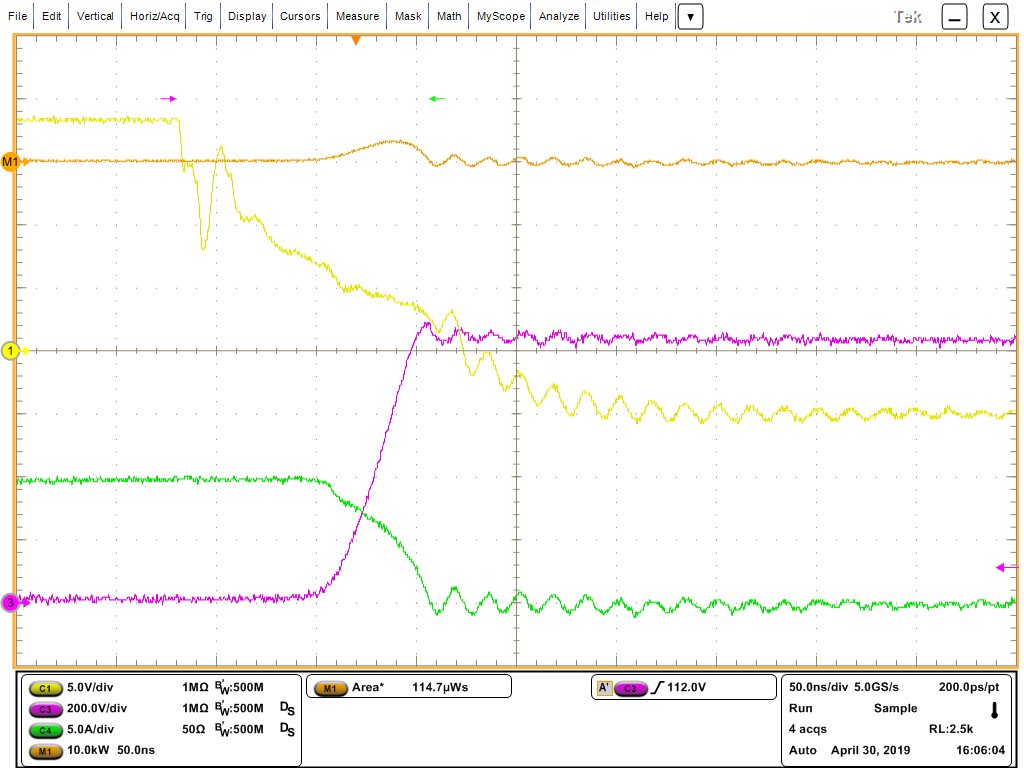 File Edit Vertical Horiz/Acq Trig Display Cursors Measure Mask Math MyScope Analyze Utilities Help Tek X
M1
1
3
C1 5.0V/div 1MΩ BW:500M
C3 200.0V/div 1MΩ BW:500M DS
C4 5.0A/div 50Ω BW:500M DS
M1 10.0kW 50.0ns
M1 Area* 114.7µWs
A' C3 112.0V
50.0ns/div 5.0GS/s 200.0ps/pt
Run Sample
4 acqs RL:2.5k
Auto April 30, 2019 16:06:04